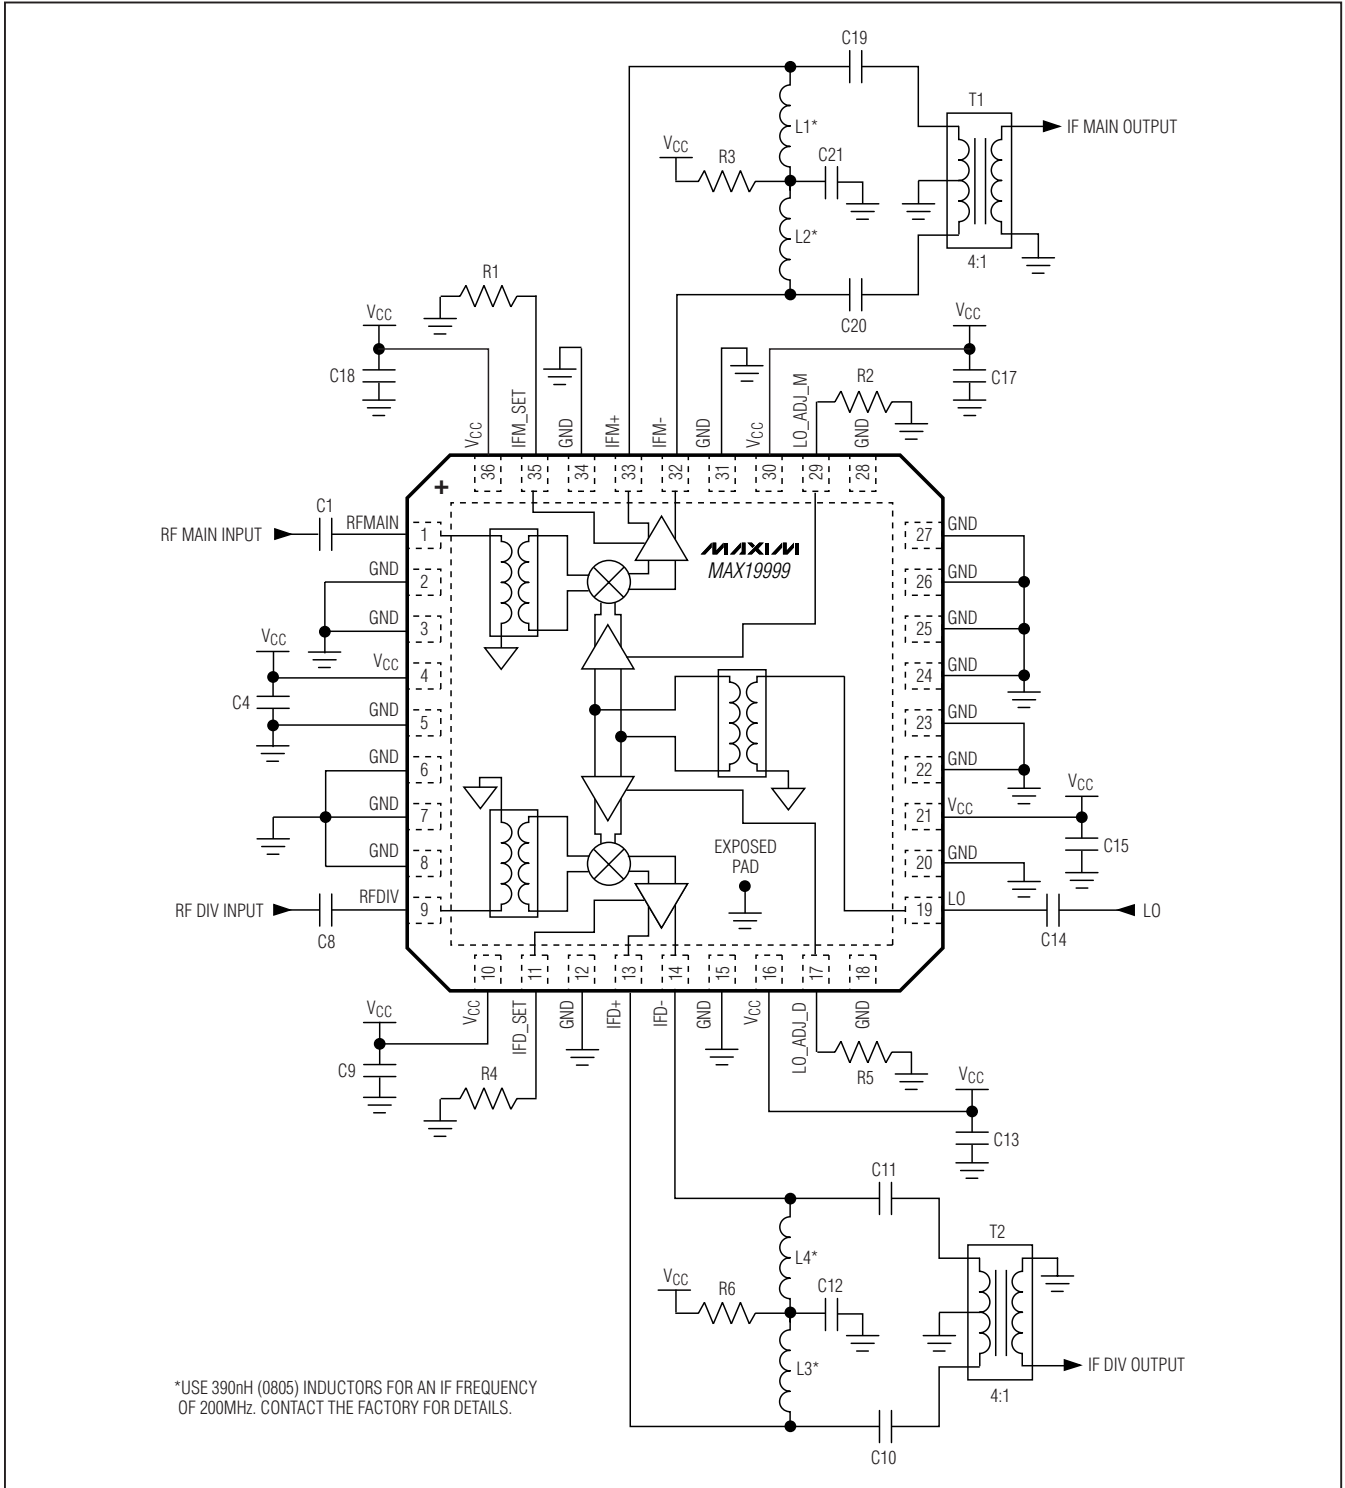 C19
T1
L1*
IF MAIN OUTPUT
VCC
R3
C21
L2*
4:1
R1
C20
VCC
VCC
C18
C17
R2
VCC
IFM_SET
GND
IFM+
IFM-
GND
VCC
LO_ADJ_M
GND
36
35
34
33
32
31
30
29
28
+
C1
RF MAIN INPUT
RFMAIN
1
MAXIM
MAX19999
27
GND
GND
2
26
GND
GND
3
25
GND
VCC
VCC
4
24
GND
C4
GND
5
23
GND
GND
6
22
GND
VCC
GND
7
21
VCC
C15
GND
8
EXPOSED
PAD
20
GND
RF DIV INPUT
C8
RFDIV
9
19
LO
C14
LO
10
11
12
13
14
15
16
17
18
VCC
IFD_SET
GND
IFD+
IFD-
GND
VCC
LO_ADJ_D
GND
VCC
C9
R4
R5
VCC
C13
C11
T2
L4*
VCC
R6
C12
L3*
IF DIV OUTPUT
4:1
C10
*USE 390nH (0805) INDUCTORS FOR AN IF FREQUENCY
OF 200MHz. CONTACT THE FACTORY FOR DETAILS.